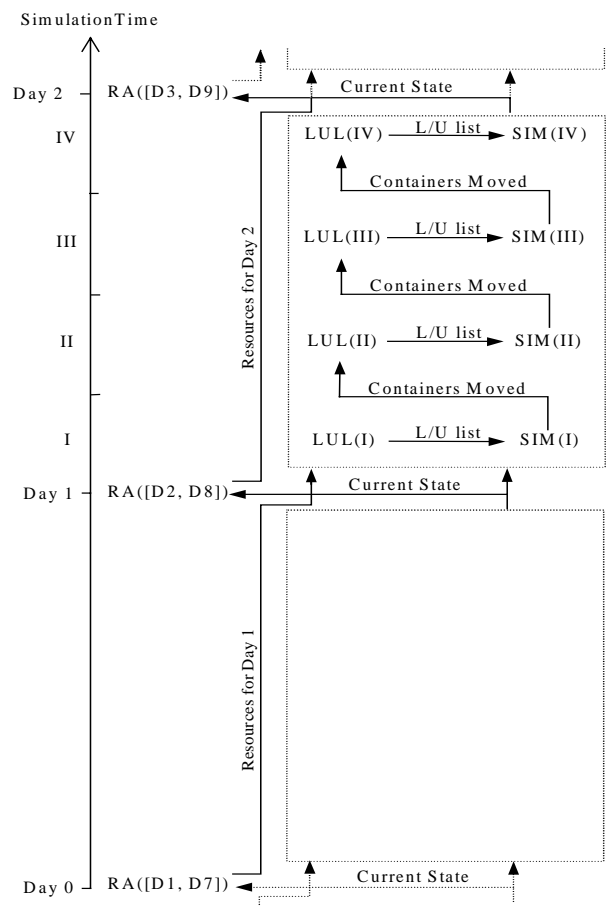 SimulationTime
Day 2
RA([D3, D9])
Current State
IV
LUL(IV)
L/U list
SIM(IV)
Containers Moved
III
LUL(III)
L/U list
SIM(III)
Resources for Day 2
Containers Moved
II
LUL(II)
L/U list
SIM(II)
Containers Moved
I
LUL(I)
L/U list
SIM(I)
Day 1
RA([D2, D8])
Current State
Resources for Day 1
Day 0
RA([D1, D7])
Current State